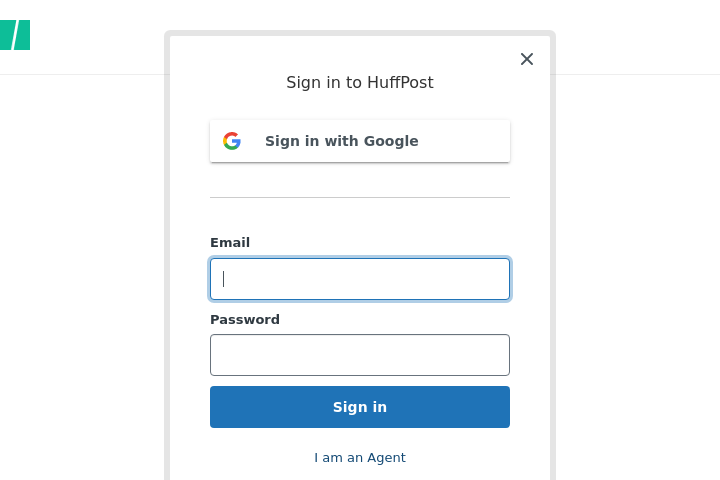 Sign in to HuffPost
Sign in with Google
Email
Password
Sign in
I am an Agent